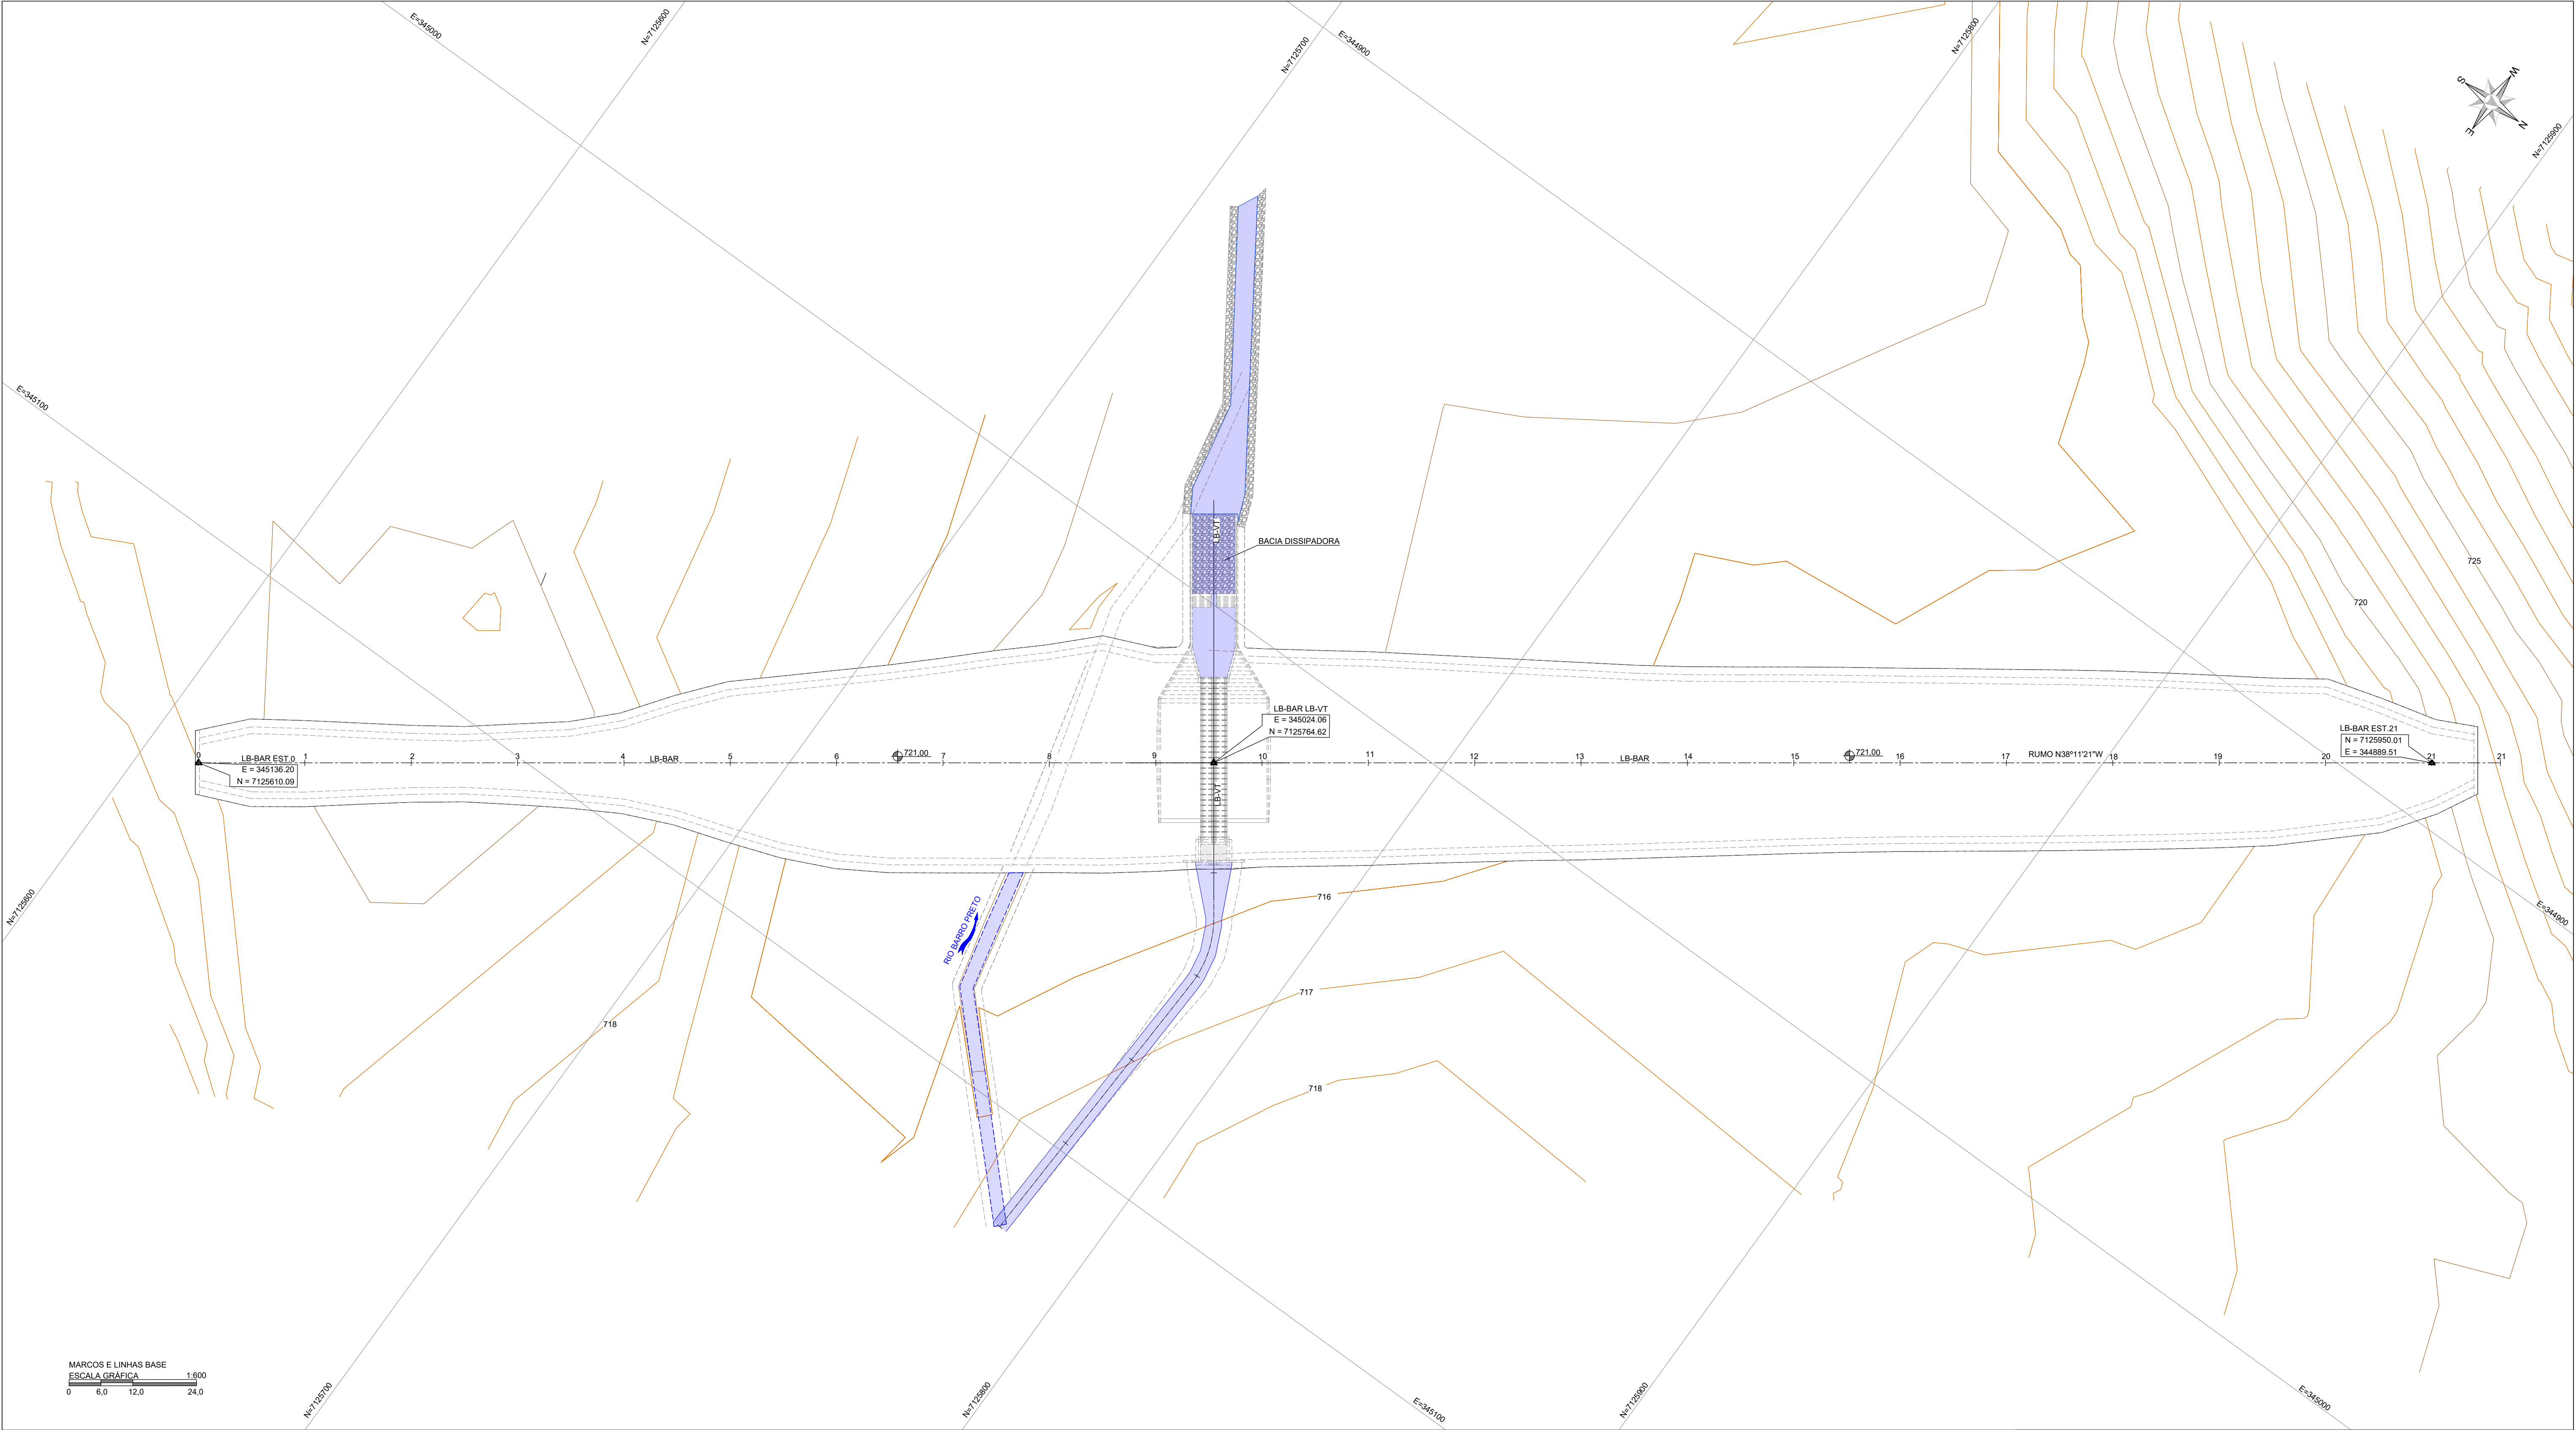 E=345000
N=7125600
N=7125700
E=344900
N=7125800
S
W
E
N
N=7125900
E=345100
BACIA DISSIPADORA
LB-VT
725
720
LB-BAR LB-VT
E = 345024.06
N = 7125764.62
LB-BAR EST.21
N = 7125950.01
E = 344889.51
0
1
2
3
4
5
6
7
8
9
10
11
12
13
14
15
16
17
18
19
20
21
21
LB-BAR EST.0
E = 345136.20
N = 7125610.09
LB-BAR
721.00
LB-BAR
721.00
RUMO N38°11'21"W
LB-VT
N=7125600
716
E=344900
RIO BARRO PRETO
717
718
718
MARCOS E LINHAS BASE
ESCALA GRÁFICA 1:600
0 6,0 12,0 24,0
N=7125700
N=7125800
E=345100
N=7125900
E=345000